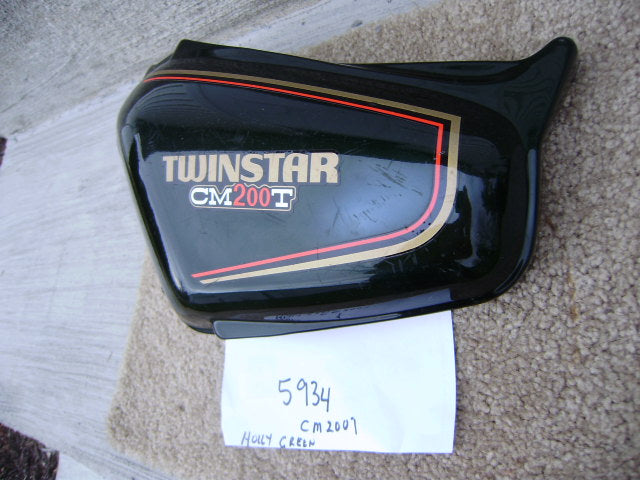 TWINSTAR
CM200T
5934
CM200T
HOLLY GREEN